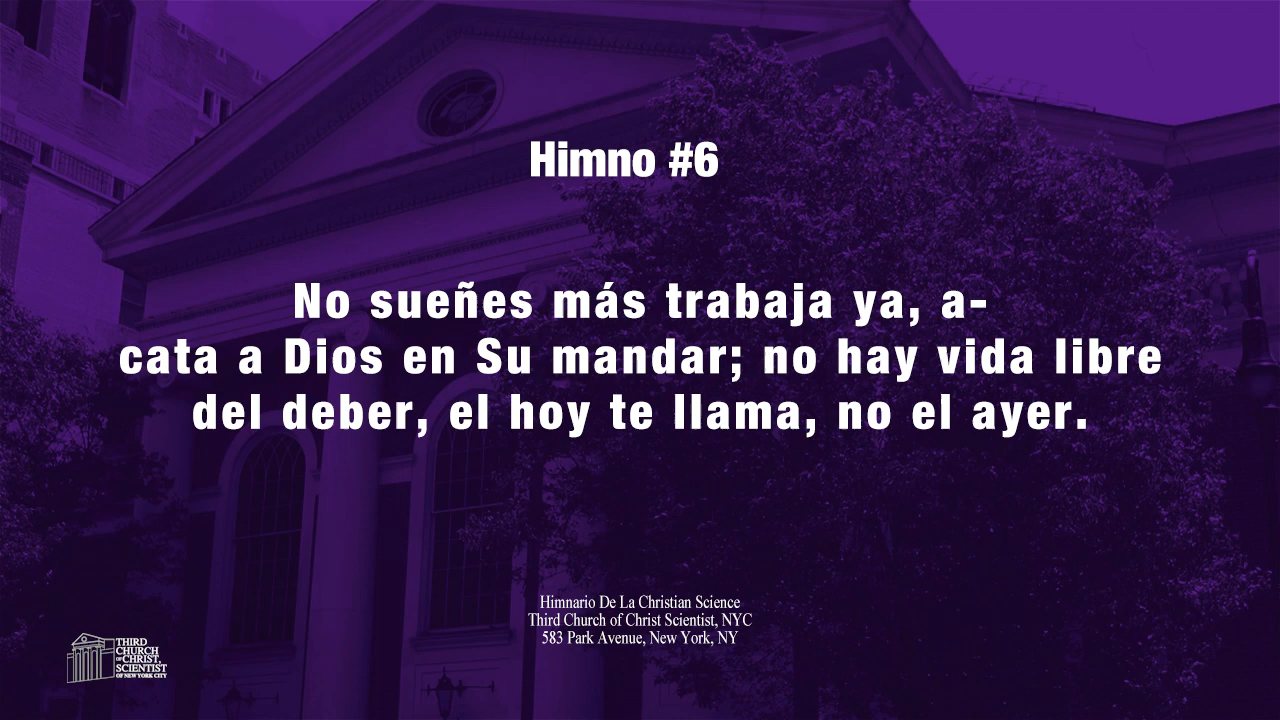 Himno #6
No sueñes más trabaja ya, a-
cata a Dios en Su mandar; no hay vida libre
del deber, el hoy te llama, no el ayer.
Himnario De La Christian Science
Third Church of Christ Scientist, NYC
583 Park Avenue, New York, NY
THIRD
CHURCH
OF CHRIST,
SCIENTIST
OF NEW YORK CITY